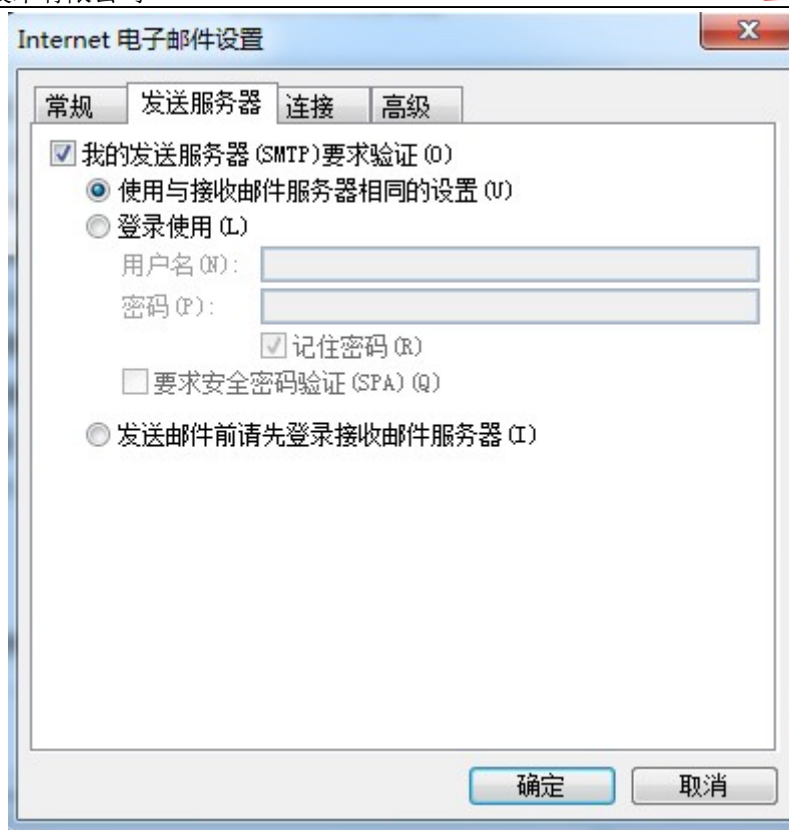 Internet 电子邮件设置
常规 发送服务器 连接 高级
我的发送服务器(SMTP)要求验证(O)
使用与接收邮件服务器相同的设置(U)
登录使用(L)
用户名(N):
密码(P):
记住密码(R)
要求安全密码验证(SPA)(Q)
发送邮件前请先登录接收邮件服务器(I)
确定 取消